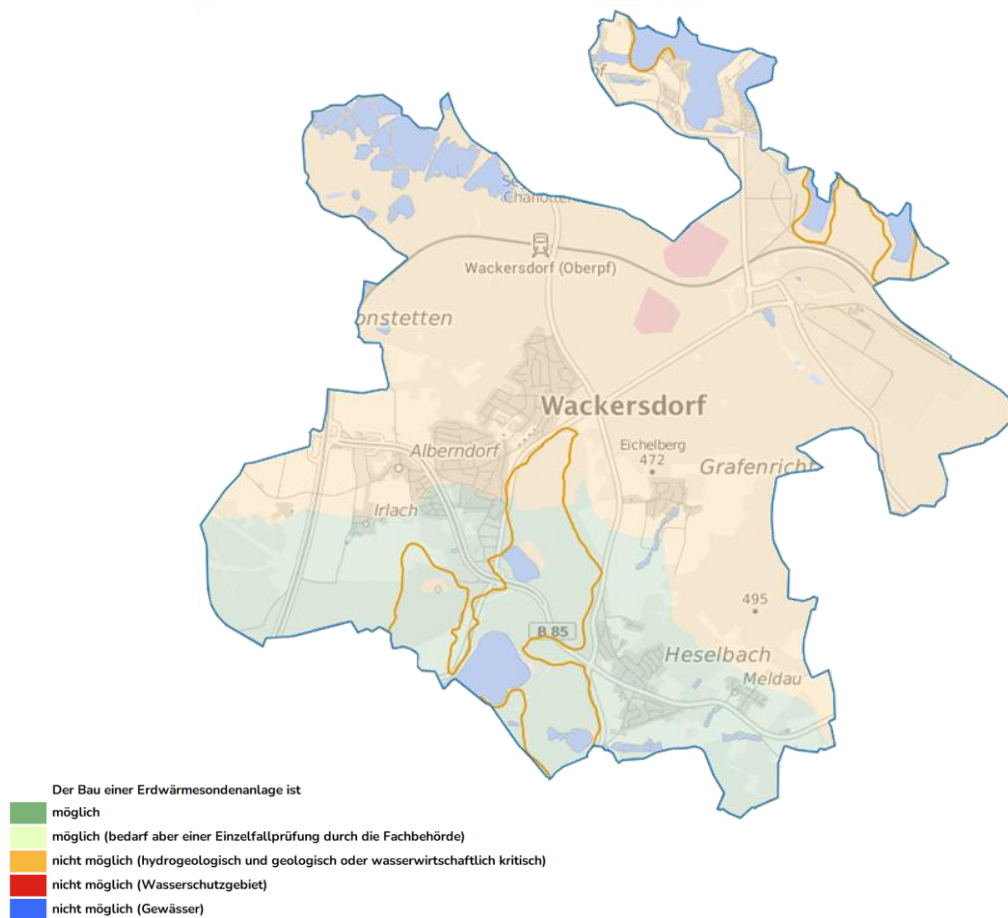 Wackersdorf (Oberpf)
onstetten
Wackersdorf
Eichelberg
472
Alberndorf
Grafenricht
Irlach
495
B 85
Heselbach
Meldau
Der Bau einer Erdwärmesondenanlage ist
möglich
möglich (bedarf aber einer Einzelfallprüfung durch die Fachbehörde)
nicht möglich (hydrogeologisch und geologisch oder wasserwirtschaftlich kritisch)
nicht möglich (Wasserschutzgebiet)
nicht möglich (Gewässer)